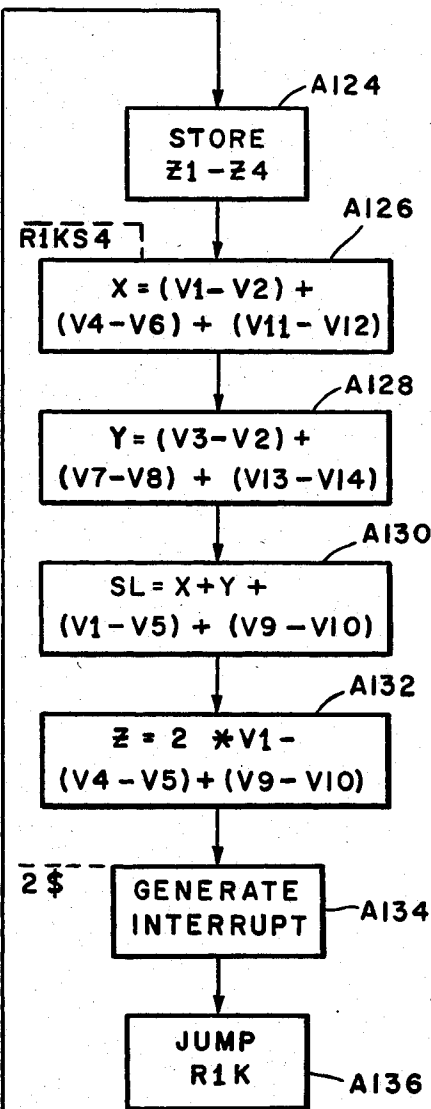 A124
STORE
Z1-Z4
R1KS4
A126
X = (V1-V2) +
(V4-V6) + (V11-V12)
A128
Y=(V3-V2) +
(V7-V8) + (V13-V14)
A130
SL=X+Y+
(V1-V5) + (V9-V10)
A132
Z = 2 *V1-
(V4-V5)+(V9-V10)
2$
GENERATE
INTERRUPT
A134
JUMP
R1K
A136